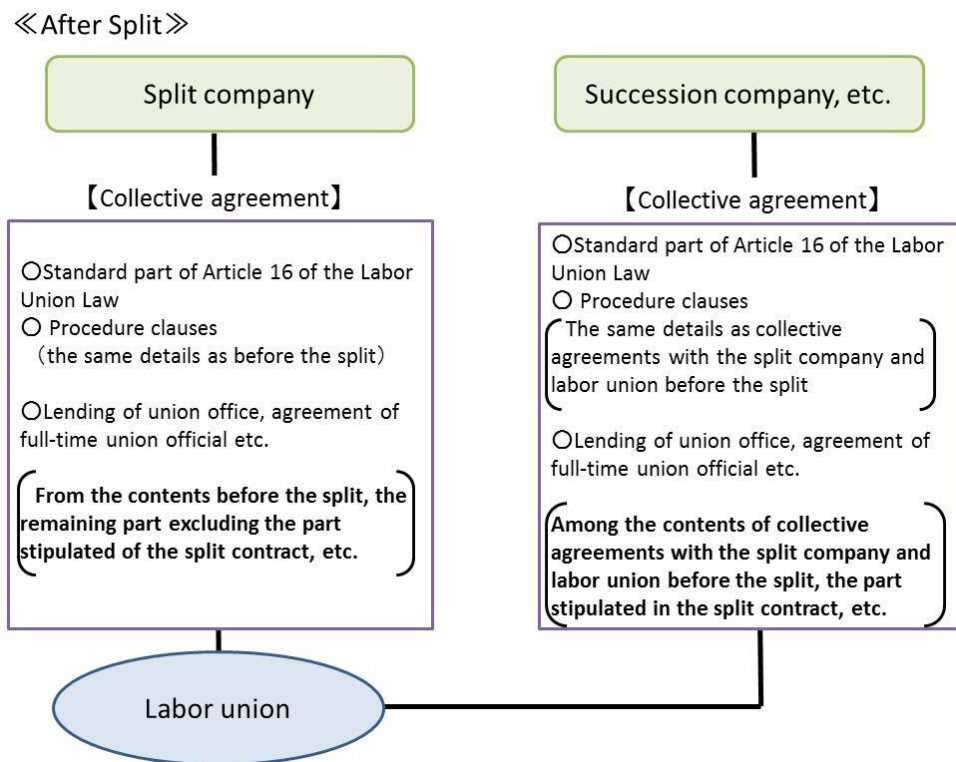 ≪After Split≫
Split company
【Collective agreement】
○Standard part of Article 16 of the Labor
Union Law
○ Procedure clauses
（the same details as before the split）
○Lending of union office, agreement of
full-time union official etc.
From the contents before the split, the
remaining part excluding the part
stipulated of the split contract, etc.
Succession company, etc.
【Collective agreement】
○Standard part of Article 16 of the Labor
Union Law
○ Procedure clauses
The same details as collective
agreements with the split company and
labor union before the split
○Lending of union office, agreement of
full-time union official etc.
Among the contents of collective
agreements with the split company and
labor union before the split, the part
stipulated in the split contract, etc.
Labor union